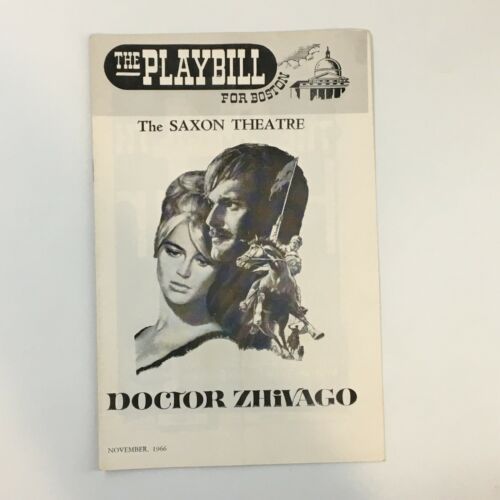 THE PLAYBILL
FOR BOSTON
The SAXON THEATRE
DOCTOR ZHiVAGO
NOVEMBER, 1966